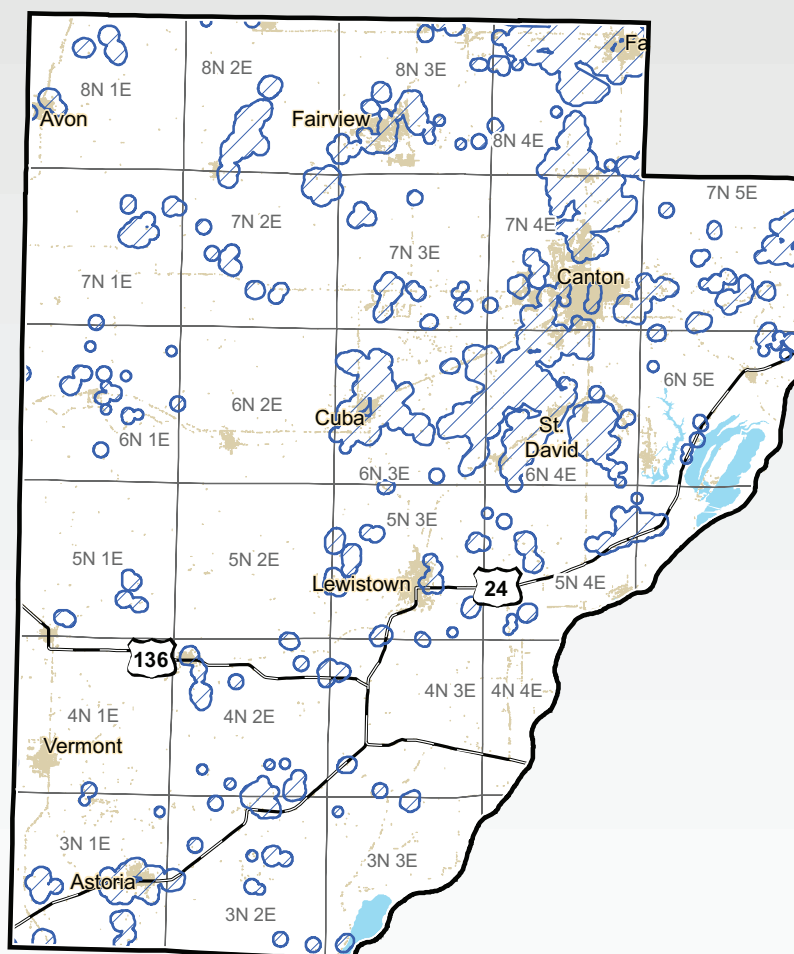 Fa
8N 2E
8N 3E
8N 1E
Avon
Fairview
8N 4E
7N 5E
7N 2E
7N 4E
7N 3E
7N 1E
Canton
6N 5E
6N 2E
Cuba
St.
David
6N 1E
6N 3E
6N 4E
5N 3E
5N 1E
5N 2E
Lewistown
24
5N 4E
136
4N 3E
4N 4E
4N 1E
4N 2E
Vermont
3N 1E
3N 3E
Astoria
3N 2E